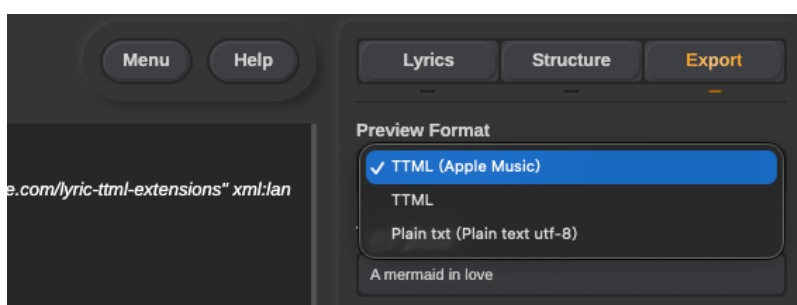 Menu Help
Lyrics Structure Export
Preview Format
✓ TTML (Apple Music)
e.com/lyric-ttml-extensions" xml:lan
TTML
Plain txt (Plain text utf-8)
A mermaid in love